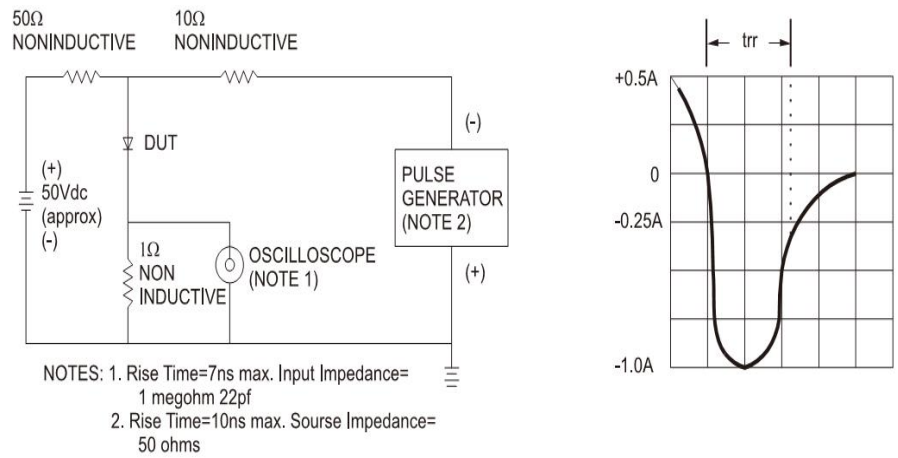 50Ω
NONINDUCTIVE
10Ω
NONINDUCTIVE
DUT
(+)
50Vdc
(approx)
(-)
1Ω
NON
INDUCTIVE
OSCILLOSCOPE
(NOTE 1)
(-)
PULSE
GENERATOR
(NOTE 2)
(+)
NOTES: 1. Rise Time=7ns max. Input Impedance=
1 megohm 22pf
2. Rise Time=10ns max. Sourse Impedance=
50 ohms
trr
+0.5A
0
-0.25A
-1.0A